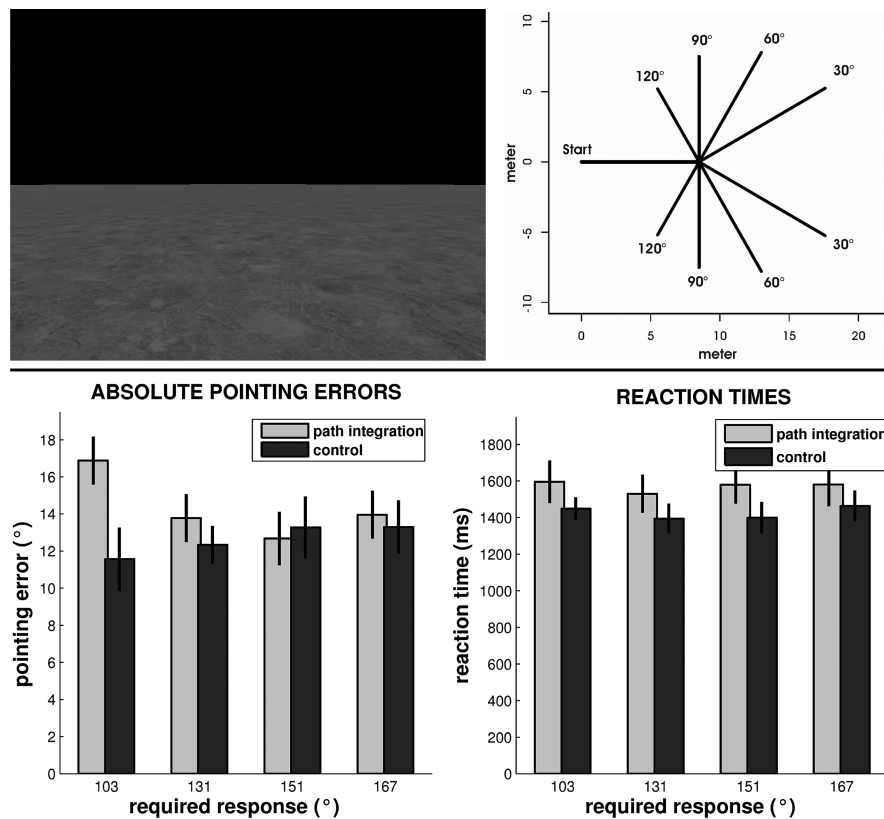 10
5
0
-5
-10
meter
Start
120°
90°
60°
30°
120°
90°
60°
30°
0 5 10 15 20
meter
ABSOLUTE POINTING ERRORS
path integration
control
18
16
14
12
10
8
6
4
2
0
pointing error (°)
103 131 151 167
required response (°)
REACTION TIMES
path integration
control
1800
1600
1400
1200
1000
800
600
400
200
0
reaction time (ms)
103 131 151 167
required response (°)